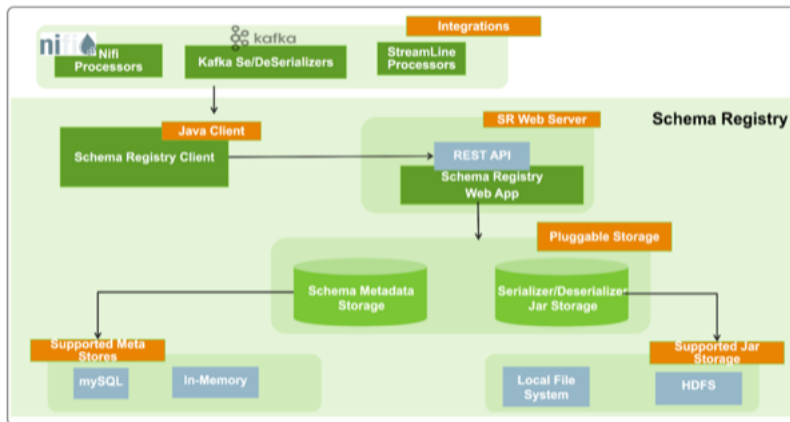 Integrations
nifi
kafka
Nifi
Processors
Kafka Se/DeSerializers
StreamLine
Processors
Schema Registry
Java Client
Schema Registry Client
SR Web Server
REST API
Schema Registry
Web App
Pluggable Storage
Schema Metadata
Storage
Serializer/Deserializer
Jar Storage
Supported Meta
Stores
mySQL
In-Memory
Supported Jar
Storage
Local File
System
HDFS